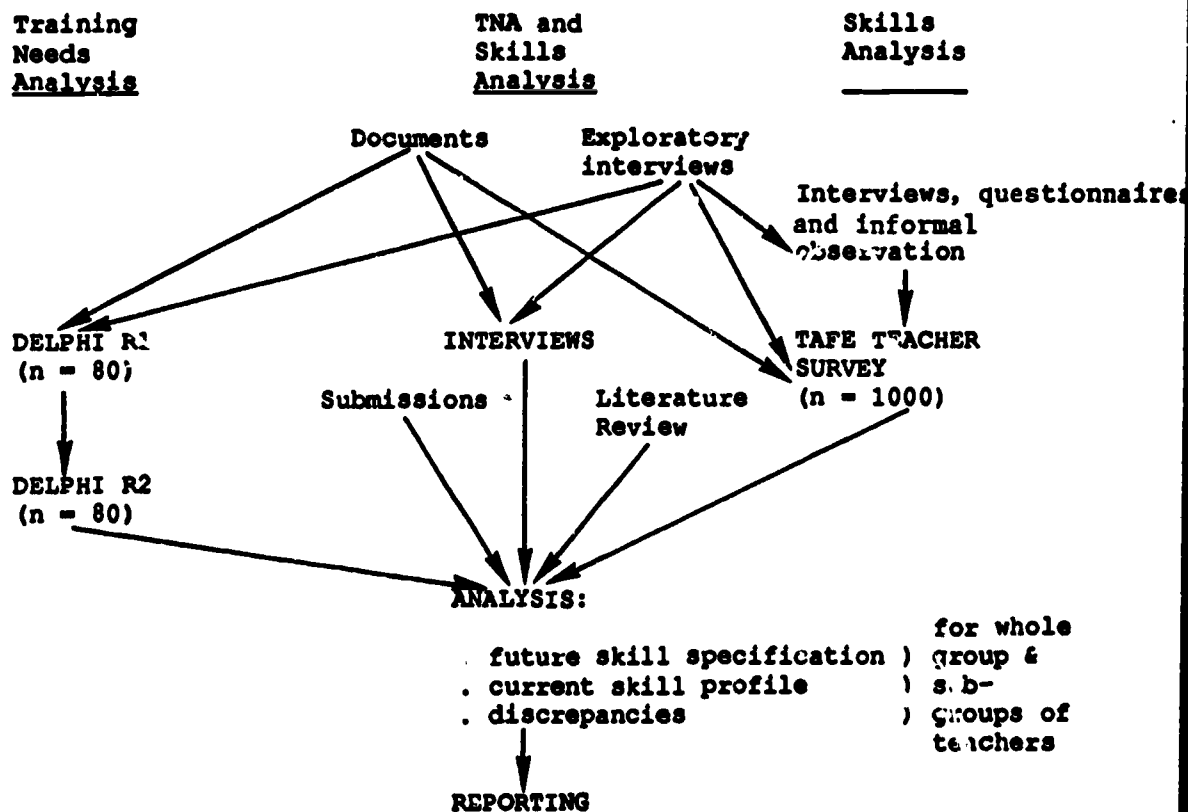 Training
Needs
Analysis
TNA and
Skills
Analysis
Skills
Analysis
Documents
Exploratory
interviews
Interviews, questionnaires
and informal
observation
DELPHI R1
(n = 80)
INTERVIEWS
TAFE TEACHER
SURVEY
(n = 1000)
Submissions
Literature
Review
DELPHI R2
(n = 80)
ANALYSIS:
. future skill specification )
. current skill profile )
. discrepancies )
for whole
group &
sub-
groups of
teachers
REPORTING